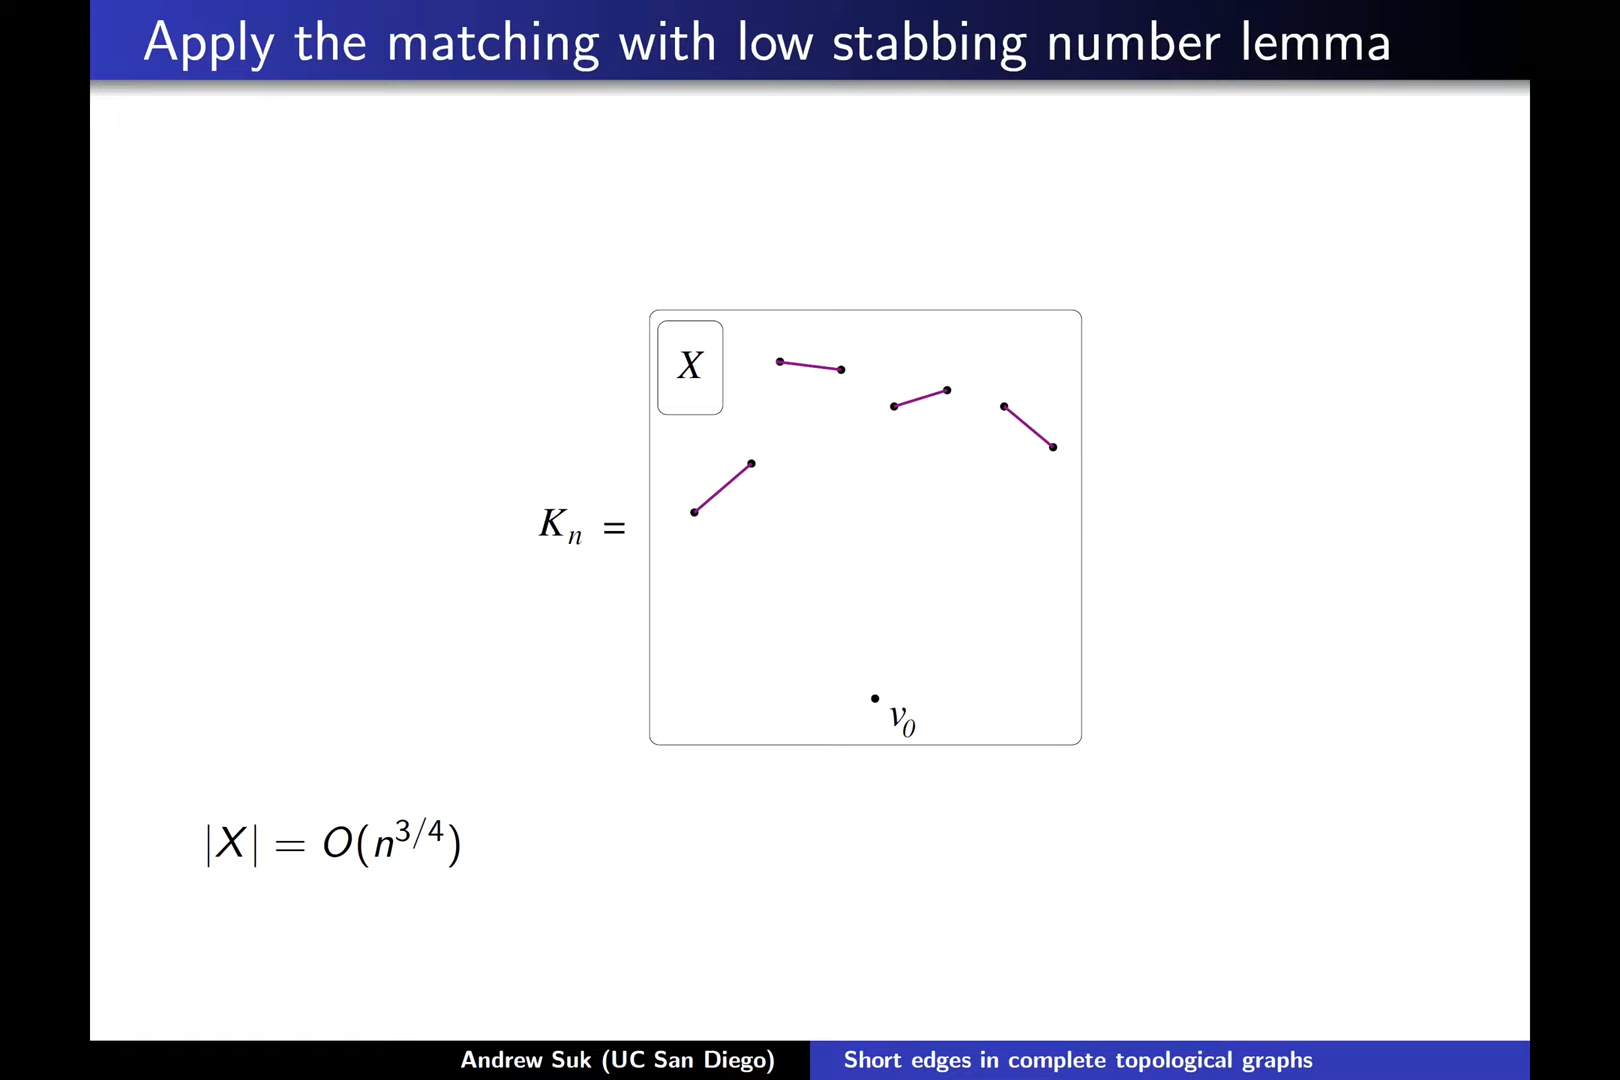 Apply the matching with low stabbing number lemma
X
K_n =
v_0
|X| = O(n^{3/4})
Andrew Suk (UC San Diego)
Short edges in complete topological graphs